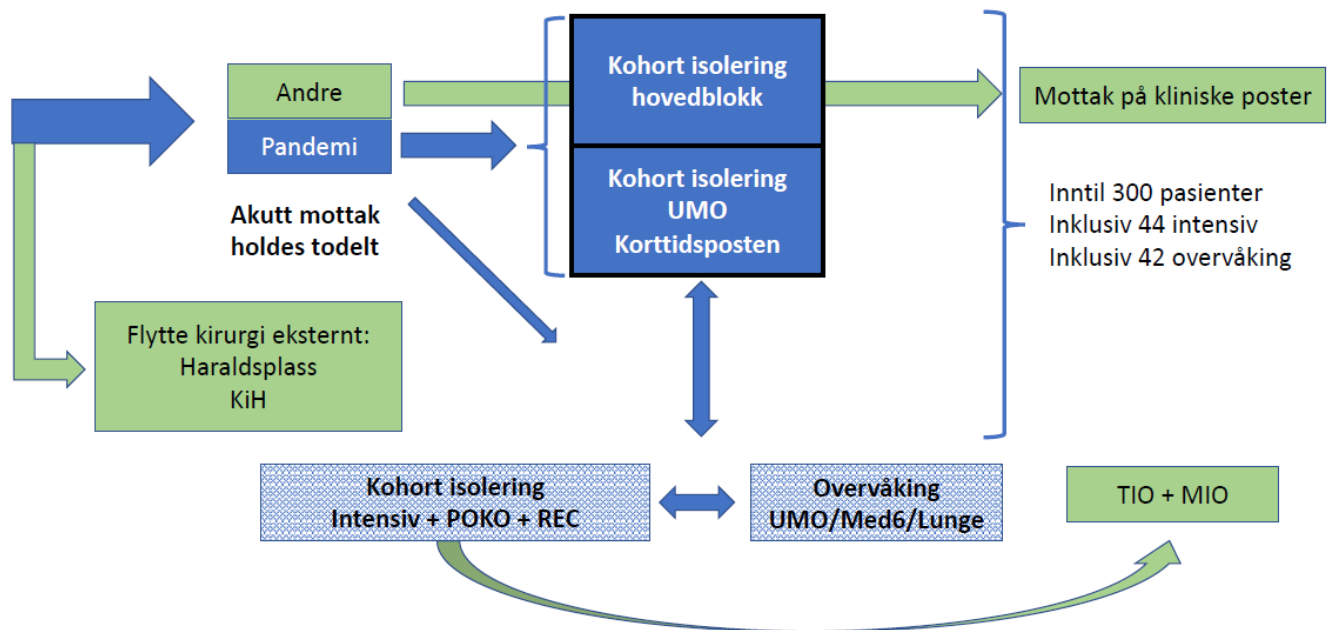 Andre
Pandemi
Akutt mottak
holdes todelt
Kohort isolering
hovedblokk
Kohort isolering
UMO
Korttidsposten
Mottak på kliniske poster
Inntil 300 pasienter
Inklusiv 44 intensiv
Inklusiv 42 overvåking
Flytte kirurgi eksternt:
Haraldsplass
KiH
Kohort isolering
Intensiv + POKO + REC
Overvåking
UMO/Med6/Lunge
TIO + MIO